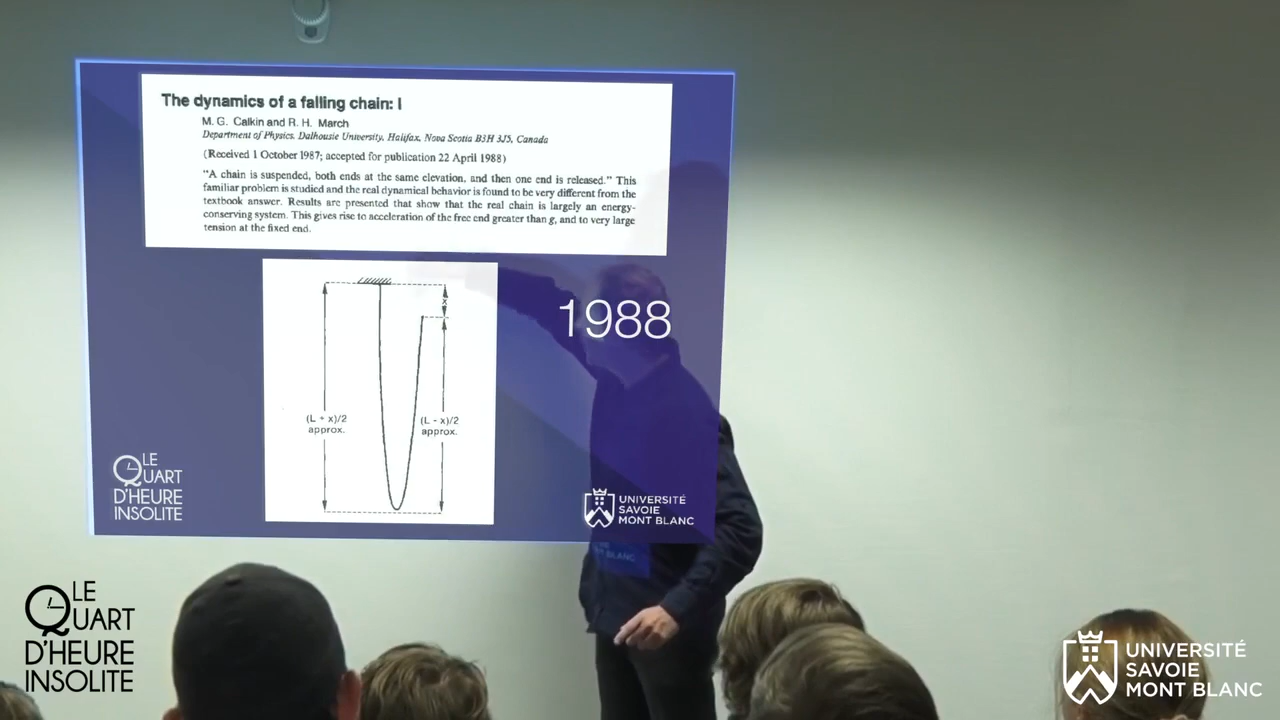 The dynamics of a falling chain: I
M. G. Calkin and R. H. March
Department of Physics, Dalhousie University, Halifax, Nova Scotia B3H 3J5, Canada
(Received 1 October 1987; accepted for publication 22 April 1988)
"A chain is suspended, both ends at the same elevation, and then one end is released." This
familiar problem is studied and the real dynamical behavior is found to be very different from the
textbook answer. Results are presented that show that the real chain is largely an energy-
conserving system. This gives rise to acceleration of the free end greater than g, and to very large
tension at the fixed end.
x
1988
(L + x)/2
approx.
(L - x)/2
approx.
LE
QUART
D'HEURE
INSOLITE
UNIVERSITÉ
SAVOIE
MONT BLANC
BLANC
LE
QUART
D'HEURE
INSOLITE
UNIVERSITÉ
SAVOIE
MONT BLANC